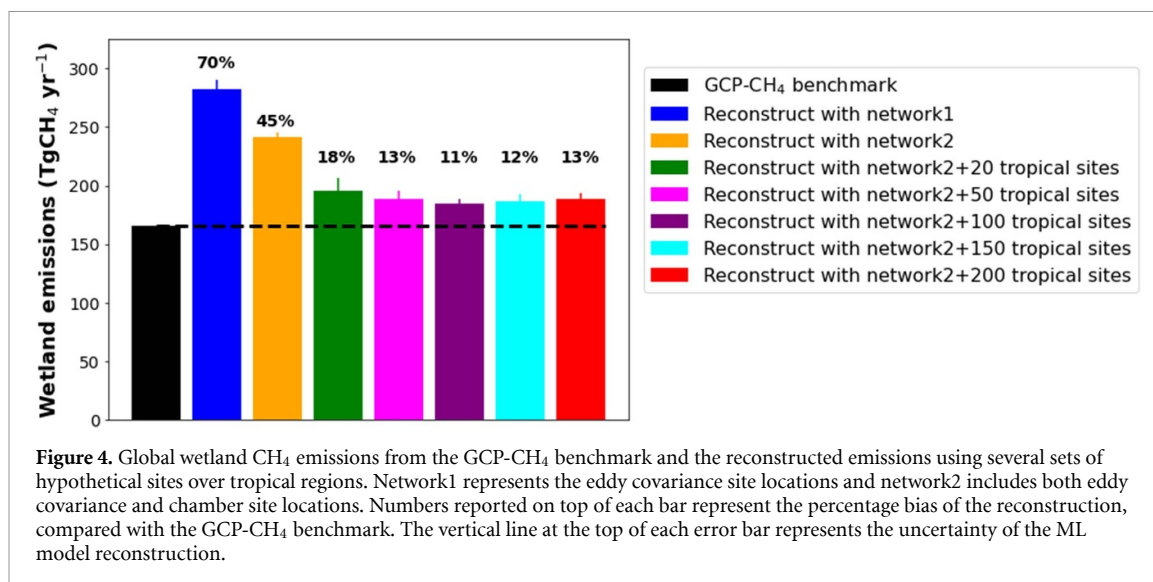 Wetland emissions (TgCH₄ yr⁻¹)
300
250
200
150
100
50
0
70%
45%
18%
13%
11%
12%
13%
GCP-CH₄ benchmark
Reconstruct with network1
Reconstruct with network2
Reconstruct with network2+20 tropical sites
Reconstruct with network2+50 tropical sites
Reconstruct with network2+100 tropical sites
Reconstruct with network2+150 tropical sites
Reconstruct with network2+200 tropical sites
Figure 4. Global wetland CH₄ emissions from the GCP-CH₄ benchmark and the reconstructed emissions using several sets of
hypothetical sites over tropical regions. Network1 represents the eddy covariance site locations and network2 includes both eddy
covariance and chamber site locations. Numbers reported on top of each bar represent the percentage bias of the reconstruction,
compared with the GCP-CH₄ benchmark. The vertical line at the top of each error bar represents the uncertainty of the ML
model reconstruction.